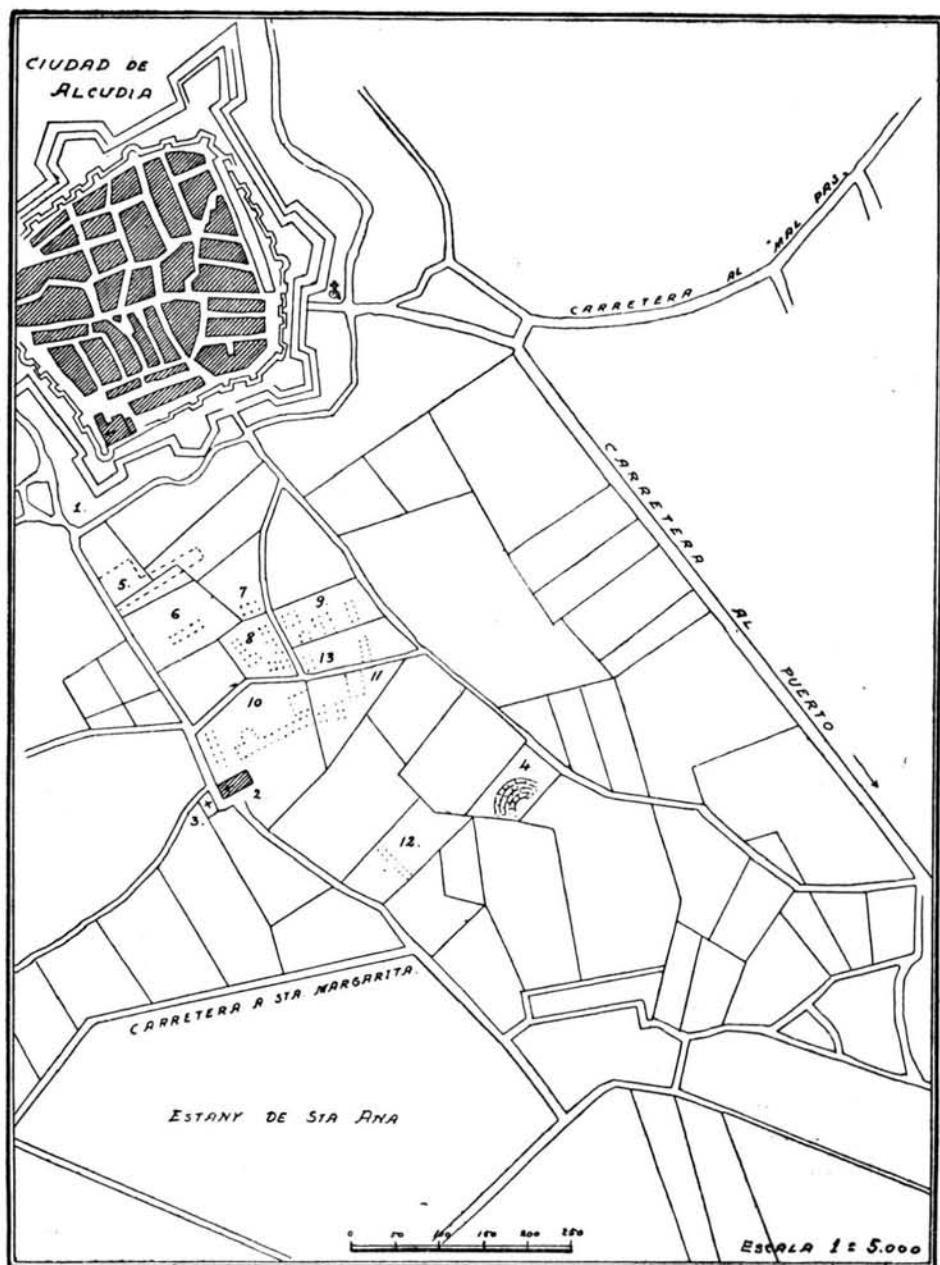 CIUDAD DE
ALCUDIA
CARRETERA AL "MAL PAS"
CARRETERA AL PUERTO
1.
5.
6
7
8
9
13
11
10
2
3.
4
12.
CARRETERA A STA. MARGARITA.
ESTANY DE STA ANA
0 50 100 150 200 250
ESCALA 1 = 5.000